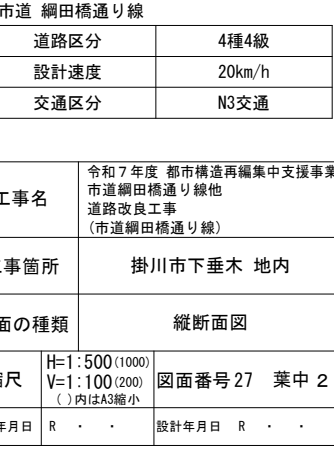 市道 綱田橋通り線
道路区分 4種4級
設計速度 20km/h
交通区分 N3交通
令和7年度 都市構造再編集中支援事業
市道綱田橋通り線他
工事名 道路改良工事
(市道綱田橋通り線)
事箇所 掛川市下垂木 地内
面の種類 縦断面図
尺 H=1:500(1000)
V=1:100(200) 図面番号27 葉中 2
( )内はA3縮小
年月日 R ・ ・ 設計年月日 R ・ ・